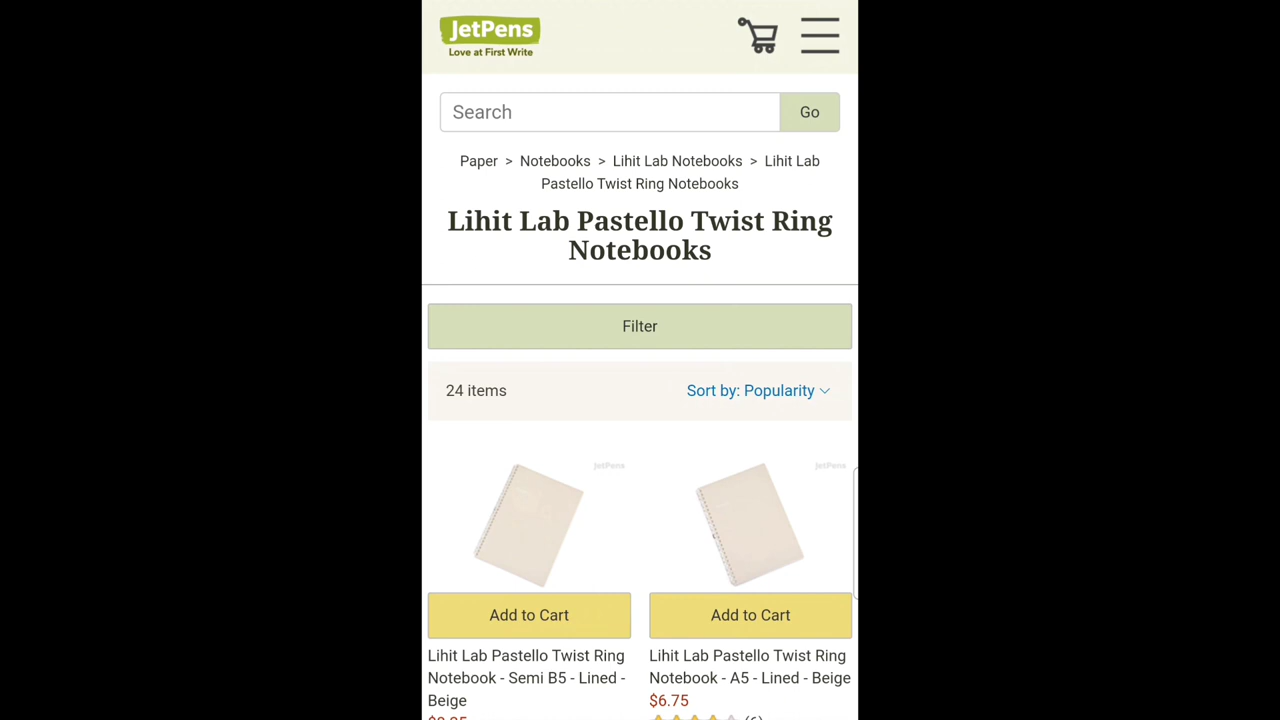 JetPens
Love at First Write
Search
Go
Paper > Notebooks > Lihit Lab Notebooks > Lihit Lab
Pastello Twist Ring Notebooks
Lihit Lab Pastello Twist Ring
Notebooks
Filter
24 items
Sort by: Popularity
JetPens
JetPens
Add to Cart
Add to Cart
Lihit Lab Pastello Twist Ring
Notebook - Semi B5 - Lined -
Beige
Lihit Lab Pastello Twist Ring
Notebook - A5 - Lined - Beige
$6.75